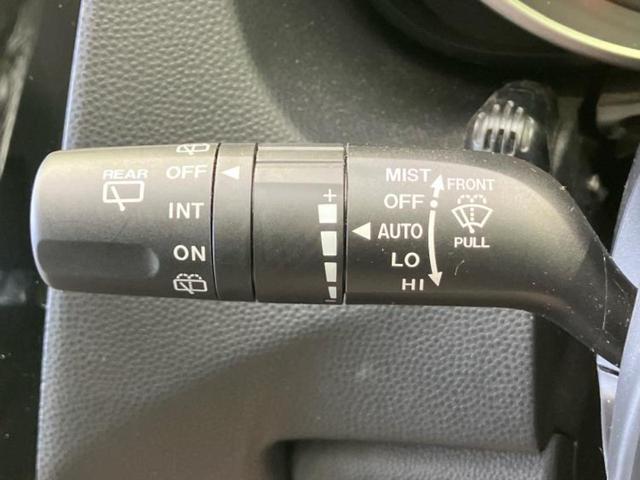 REAR
OFF
INT
ON
+
-
MIST
OFF
AUTO
LO
HI
FRONT
PULL